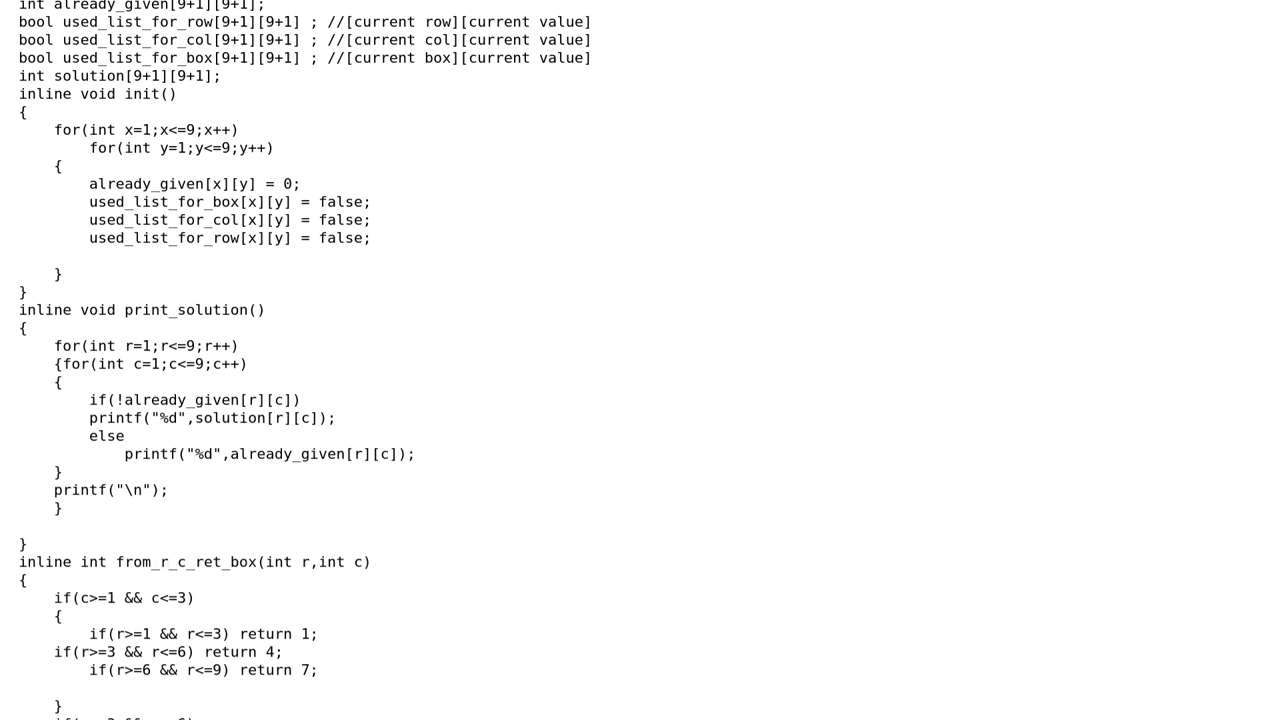 int already_given[9+1][9+1];
bool used_list_for_row[9+1][9+1] ; //[current row][current value]
bool used_list_for_col[9+1][9+1] ; //[current col][current value]
bool used_list_for_box[9+1][9+1] ; //[current box][current value]
int solution[9+1][9+1];
inline void init()
{
    for(int x=1;x<=9;x++)
        for(int y=1;y<=9;y++)
    {
        already_given[x][y] = 0;
        used_list_for_box[x][y] = false;
        used_list_for_col[x][y] = false;
        used_list_for_row[x][y] = false;

    }
}
inline void print_solution()
{
    for(int r=1;r<=9;r++)
    {for(int c=1;c<=9;c++)
    {
        if(!already_given[r][c])
        printf("%d",solution[r][c]);
        else
            printf("%d",already_given[r][c]);
    }
    printf("\n");
    }

}
inline int from_r_c_ret_box(int r,int c)
{
    if(c>=1 && c<=3)
    {
        if(r>=1 && r<=3) return 1;
    if(r>=3 && r<=6) return 4;
        if(r>=6 && r<=9) return 7;

    }